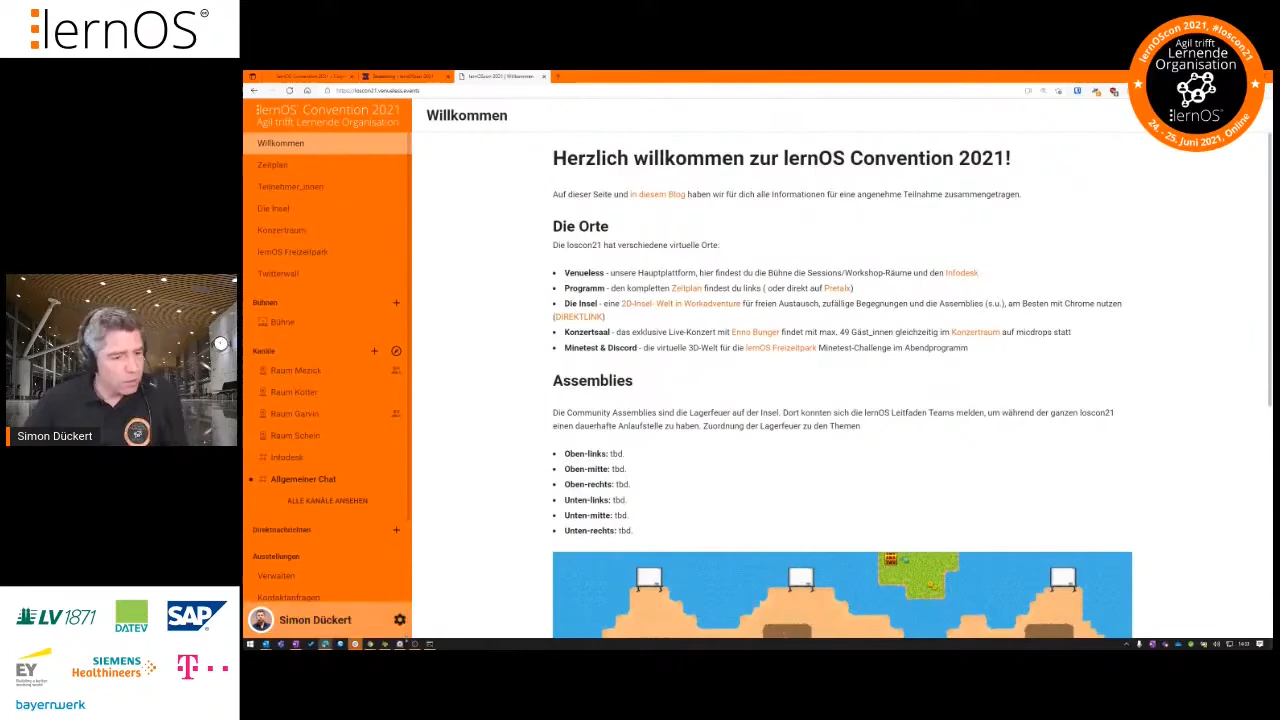 lernOS
lernOScon 2021, #loscon21
Agil trifft
Lernende
Organisation
lernOS
24. - 25. Juni 2021, Online
https://loscon21.venueless.events
lernOScon 2021 | Willkommen
lernOS Convention 2021
Agil trifft Lernende Organisation
Willkommen
Zeitplan
Teilnehmer_innen
Die Insel
Konzertraum
lernOS Freizeitpark
Twitterwall
Bühnen
Bühne
Kanäle
Raum Mezick
Raum Kotter
Raum Garvin
Raum Schein
Infodesk
Allgemeiner Chat
ALLE KANÄLE ANSEHEN
Direktnachrichten
Ausstellungen
Verwalten
Kontaktanfragen
Simon Dückert
Willkommen
Herzlich willkommen zur lernOS Convention 2021!
Auf dieser Seite und in diesem Blog haben wir für dich alle Informationen für eine angenehme Teilnahme zusammengetragen.
Die Orte
Die loscon21 hat verschiedene virtuelle Orte:
Venueless - unsere Hauptplattform, hier findest du die Bühne die Sessions/Workshop-Räume und den Infodesk
Programm - den kompletten Zeitplan findest du links ( oder direkt auf Pretalx)
Die Insel - eine 2D-Insel- Welt in Workadventure für freien Austausch, zufällige Begegnungen und die Assemblies (s.u.), am Besten mit Chrome nutzen
(DIREKTLINK)
Konzertsaal - das exklusive Live-Konzert mit Enno Bunger findet mit max. 49 Gäst_innen gleichzeitig im Konzertraum auf micdrops statt
Minetest & Discord - die virtuelle 3D-Welt für die lernOS Freizeitpark Minetest-Challenge im Abendprogramm
Assemblies
Die Community Assemblies sind die Lagerfeuer auf der Insel. Dort konnten sich die lernOS Leitfaden Teams melden, um während der ganzen loscon21
einen dauerhafte Anlaufstelle zu haben. Zuordnung der Lagerfeuer zu den Themen
Oben-links: tbd.
Oben-mitte: tbd.
Oben-rechts: tbd.
Unten-links: tbd.
Unten-mitte: tbd.
Unten-rechts: tbd.
Simon Dückert
LV 1871
DATEV
SAP
EY
Building a better
working world
SIEMENS
Healthineers
T
bayernwerk